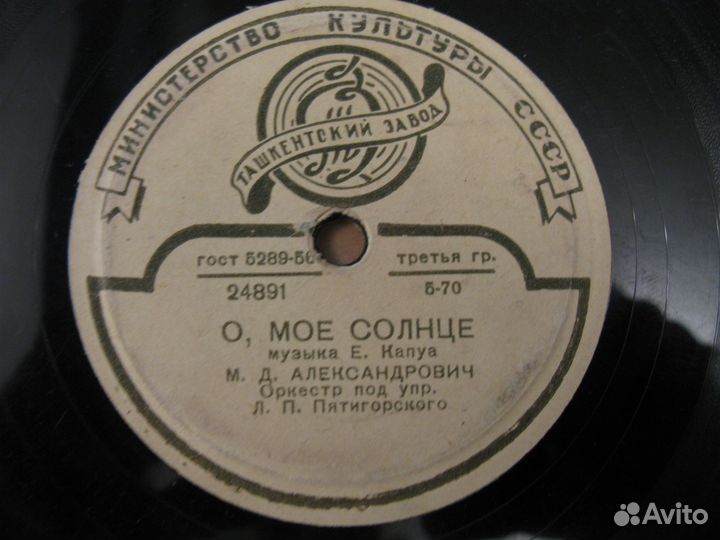 МИНИСТЕРСТВО КУЛЬТУРЫ СССР
ТАШКЕНТСКИЙ ЗАВОД
гост 5289-56 третья гр.
24891 5-70
О, МОЕ СОЛНЦЕ
музыка Е. Капуа
М. Д. АЛЕКСАНДРОВИЧ
Оркестр под упр.
Л. П. Пятигорского
Avito